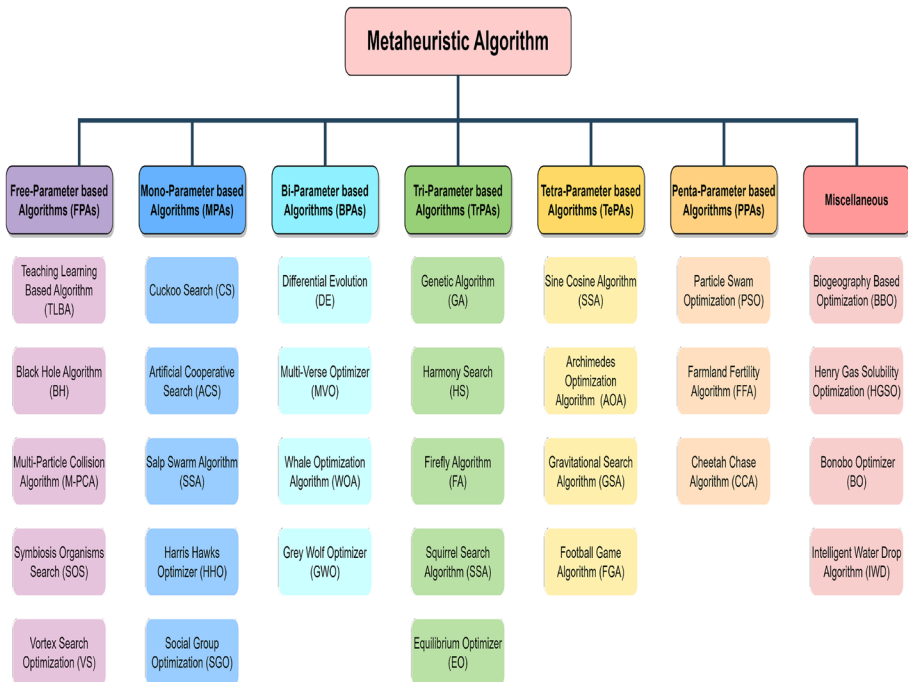 Metaheuristic Algorithm
Free-Parameter based
Algorithms (FPAs)
Mono-Parameter based
Algorithms (MPAs)
Bi-Parameter based
Algorithms (BPAs)
Tri-Parameter based
Algorithms (TrPAs)
Tetra-Parameter based
Algorithms (TePAs)
Penta-Parameter based
Algorithms (PPAs)
Miscellaneous
Teaching Learning
Based Algorithm
(TLBA)
Cuckoo Search (CS)
Differential Evolution
(DE)
Genetic Algorithm
(GA)
Sine Cosine Algorithm
(SSA)
Particle Swam
Optimization (PSO)
Biogeography Based
Optimization (BBO)
Black Hole Algorithm
(BH)
Artificial Cooperative
Search (ACS)
Multi-Verse Optimizer
(MVO)
Harmony Search
(HS)
Archimedes
Optimization
Algorithm (AOA)
Farmland Fertility
Algorithm (FFA)
Henry Gas Solubility
Optimization (HGSO)
Multi-Particle Collision
Algorithm (M-PCA)
Salp Swarm Algorithm
(SSA)
Whale Optimization
Algorithm (WOA)
Firefly Algorithm
(FA)
Gravitational Search
Algorithm (GSA)
Cheetah Chase
Algorithm (CCA)
Bonobo Optimizer
(BO)
Symbiosis Organisms
Search (SOS)
Harris Hawks
Optimizer (HHO)
Grey Wolf Optimizer
(GWO)
Squirrel Search
Algorithm (SSA)
Football Game
Algorithm (FGA)
Intelligent Water Drop
Algorithm (IWD)
Vortex Search
Optimization (VS)
Social Group
Optimization (SGO)
Equilibrium Optimizer
(EO)